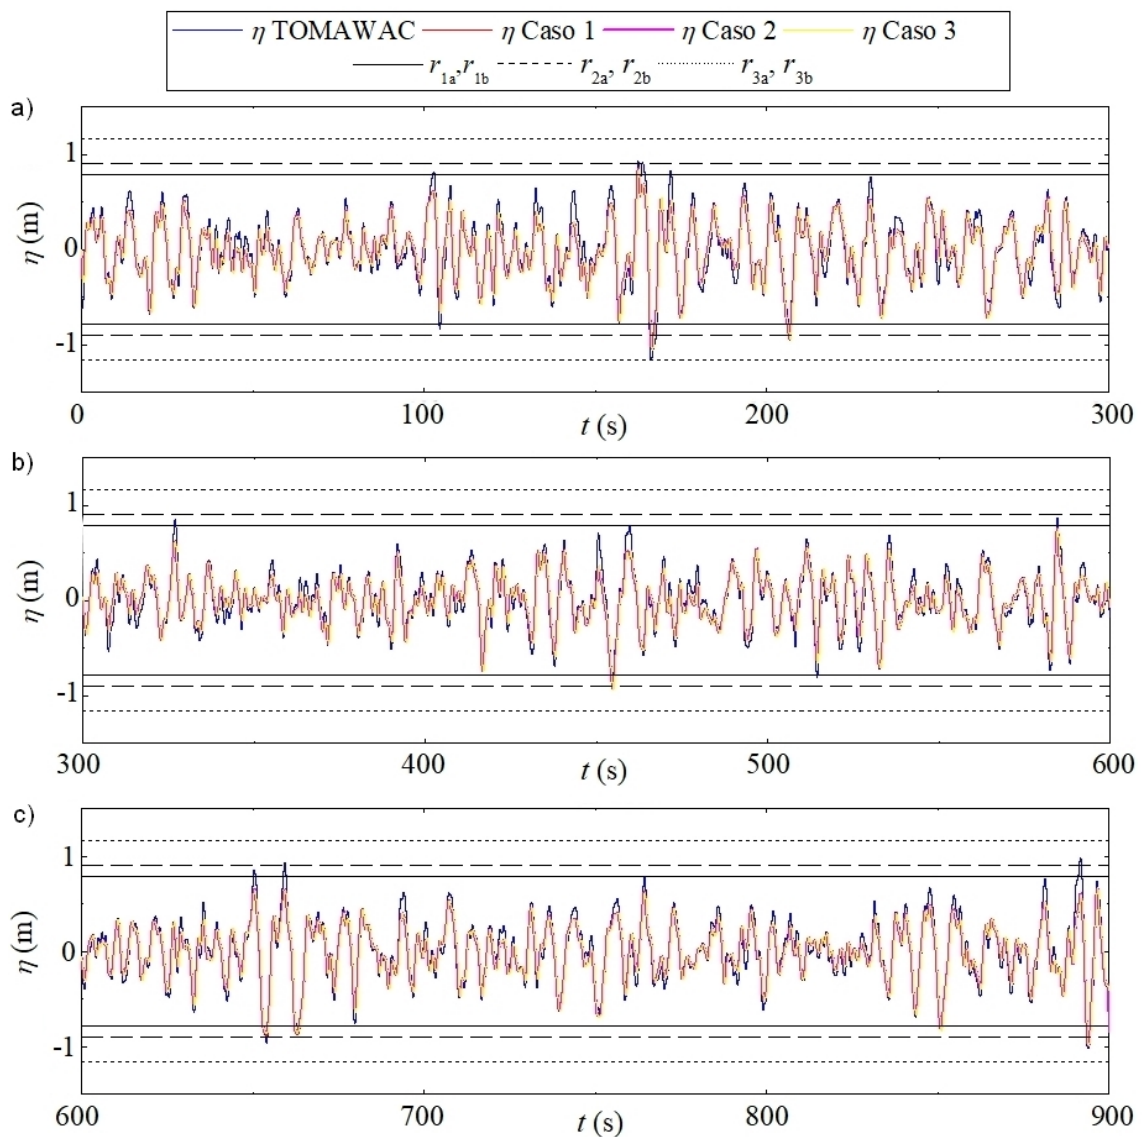 η TOMAWAC η Caso 1 η Caso 2 η Caso 3
r1a,r1b r2a, r2b r3a, r3b
a)
η (m)
1
0
-1
0 100 200 300
t (s)
b)
η (m)
1
0
-1
300 400 500 600
t (s)
c)
η (m)
1
0
-1
600 700 800 900
t (s)